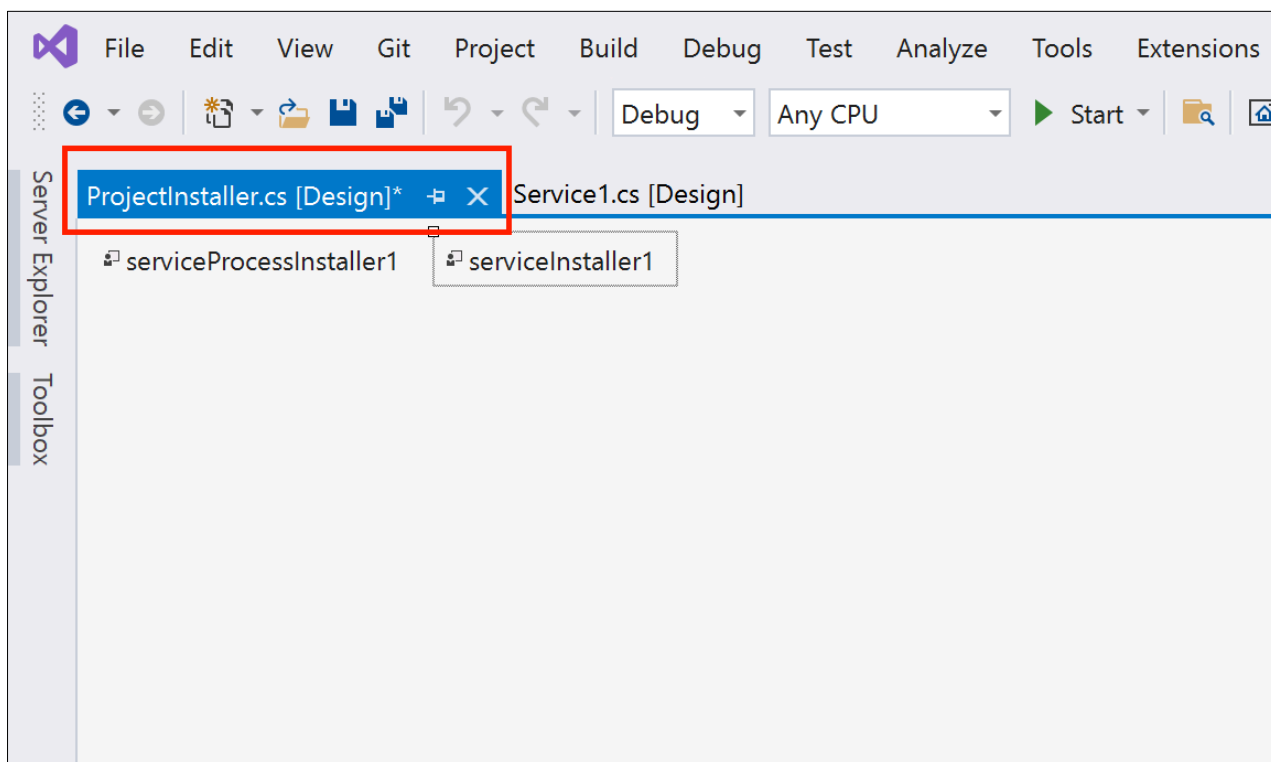 File Edit View Git Project Build Debug Test Analyze Tools Extensions
Debug Any CPU Start
ProjectInstaller.cs [Design]* Service1.cs [Design]
serviceProcessInstaller1 serviceInstaller1
Server Explorer
Toolbox